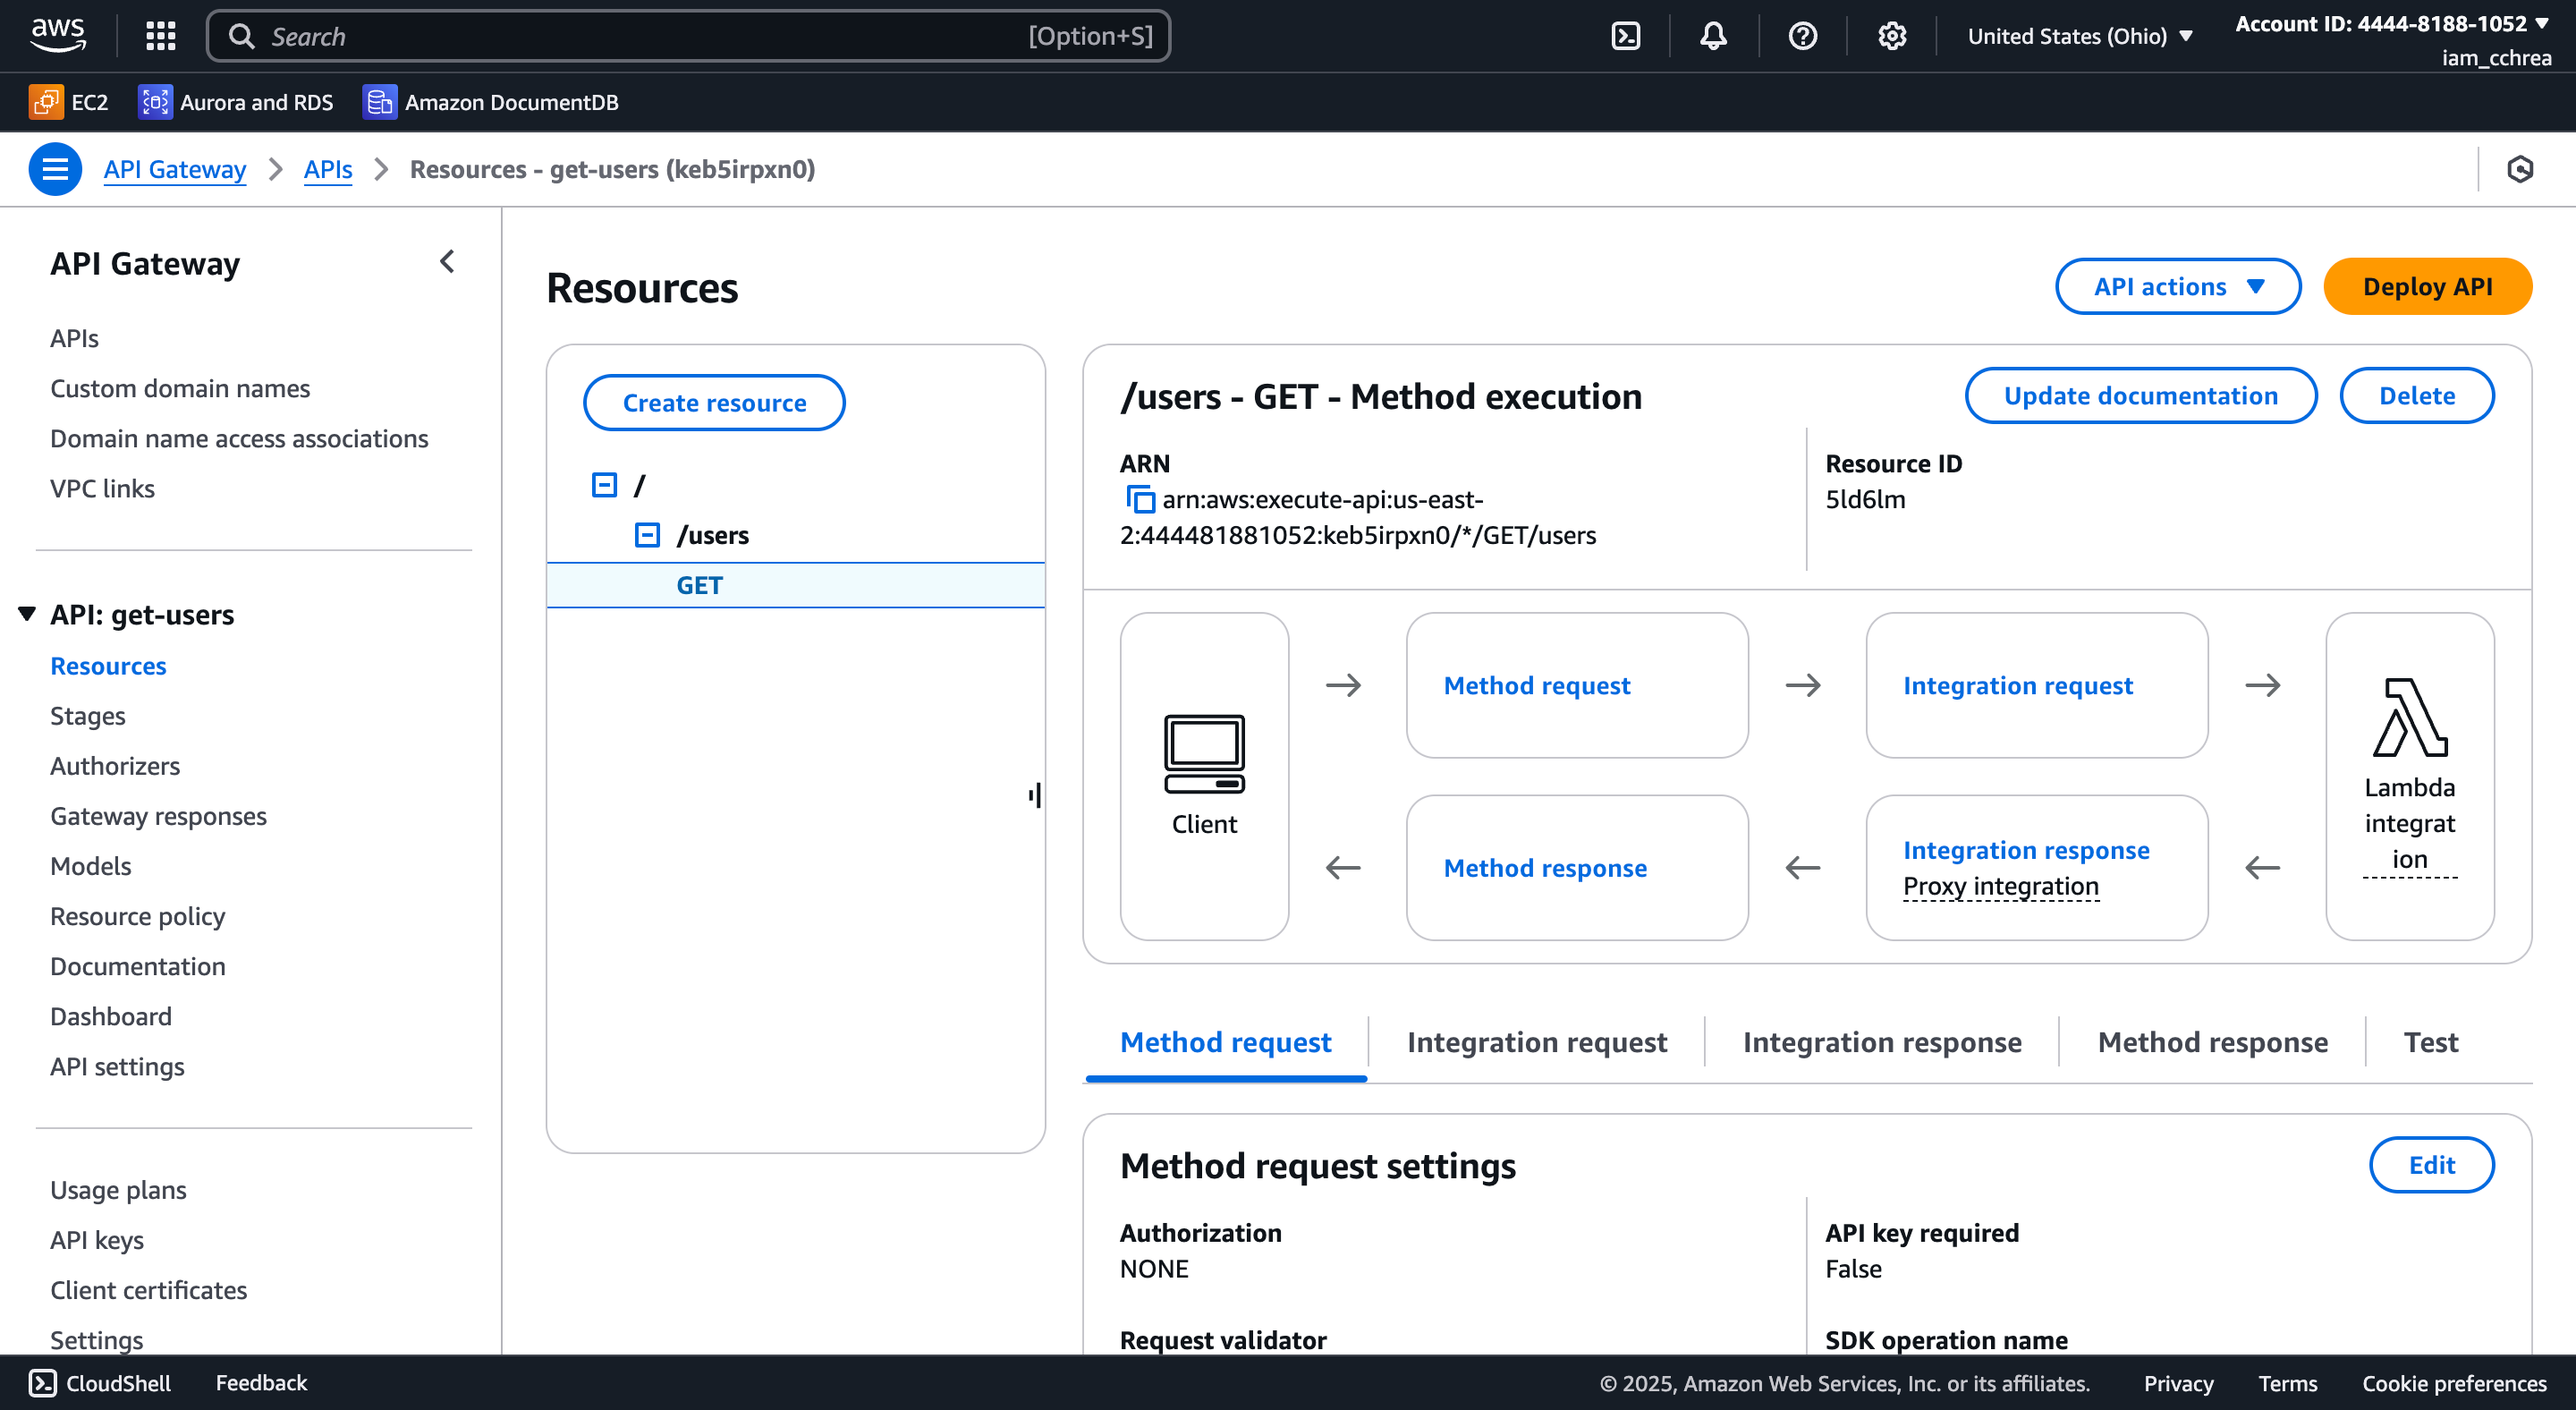 aws
Search
[Option+S]
United States (Ohio)
Account ID: 4444-8188-1052
iam_cchrea
EC2
Aurora and RDS
Amazon DocumentDB
API Gateway
APIs
Resources - get-users (keb5irpxn0)
API Gateway
APIs
Custom domain names
Domain name access associations
VPC links
API: get-users
Resources
Stages
Authorizers
Gateway responses
Models
Resource policy
Documentation
Dashboard
API settings
Usage plans
API keys
Client certificates
Settings
Resources
API actions
Deploy API
Create resource
/
/users
GET
/users - GET - Method execution
Update documentation
Delete
ARN
arn:aws:execute-api:us-east-
2:444481881052:keb5irpxn0/*/GET/users
Resource ID
5ld6lm
Client
Method request
Integration request
Lambda
integrat
ion
Method response
Integration response
Proxy integration
Method request
Integration request
Integration response
Method response
Test
Method request settings
Edit
Authorization
NONE
API key required
False
Request validator
SDK operation name
CloudShell
Feedback
© 2025, Amazon Web Services, Inc. or its affiliates.
Privacy
Terms
Cookie preferences